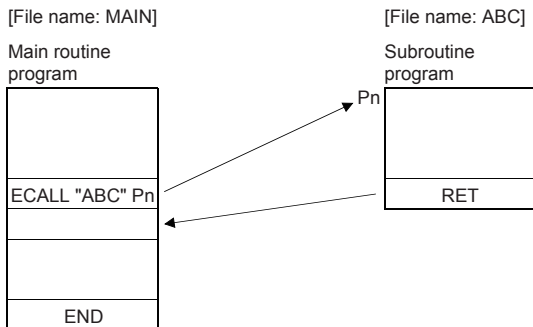 [File name: MAIN]
Main routine
program
ECALL "ABC" Pn
END
[File name: ABC]
Subroutine
program
Pn
RET